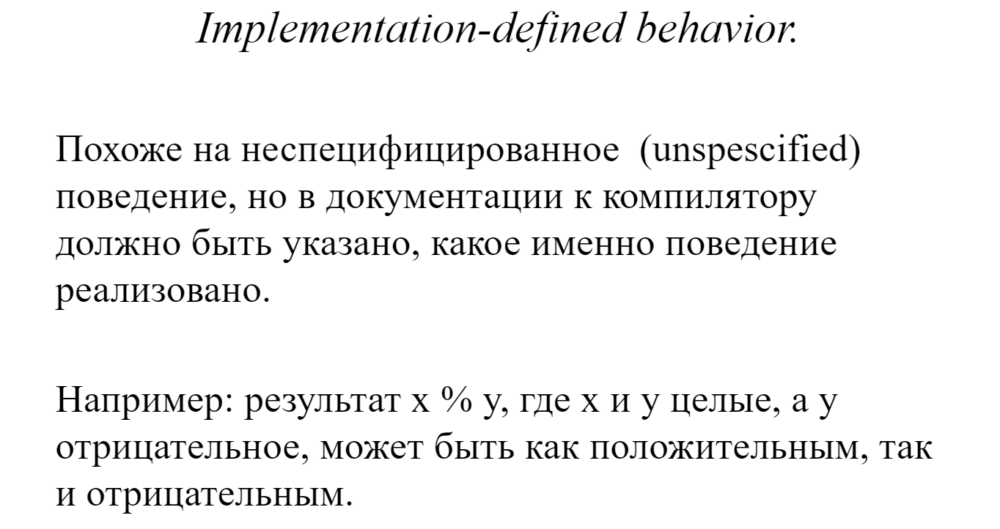 Implementation-defined behavior.
Похоже на неспецифицированное (unspescified)
поведение, но в документации к компилятору
должно быть указано, какое именно поведение
реализовано.
Например: результат x % y, где x и y целые, а y
отрицательное, может быть как положительным, так
и отрицательным.